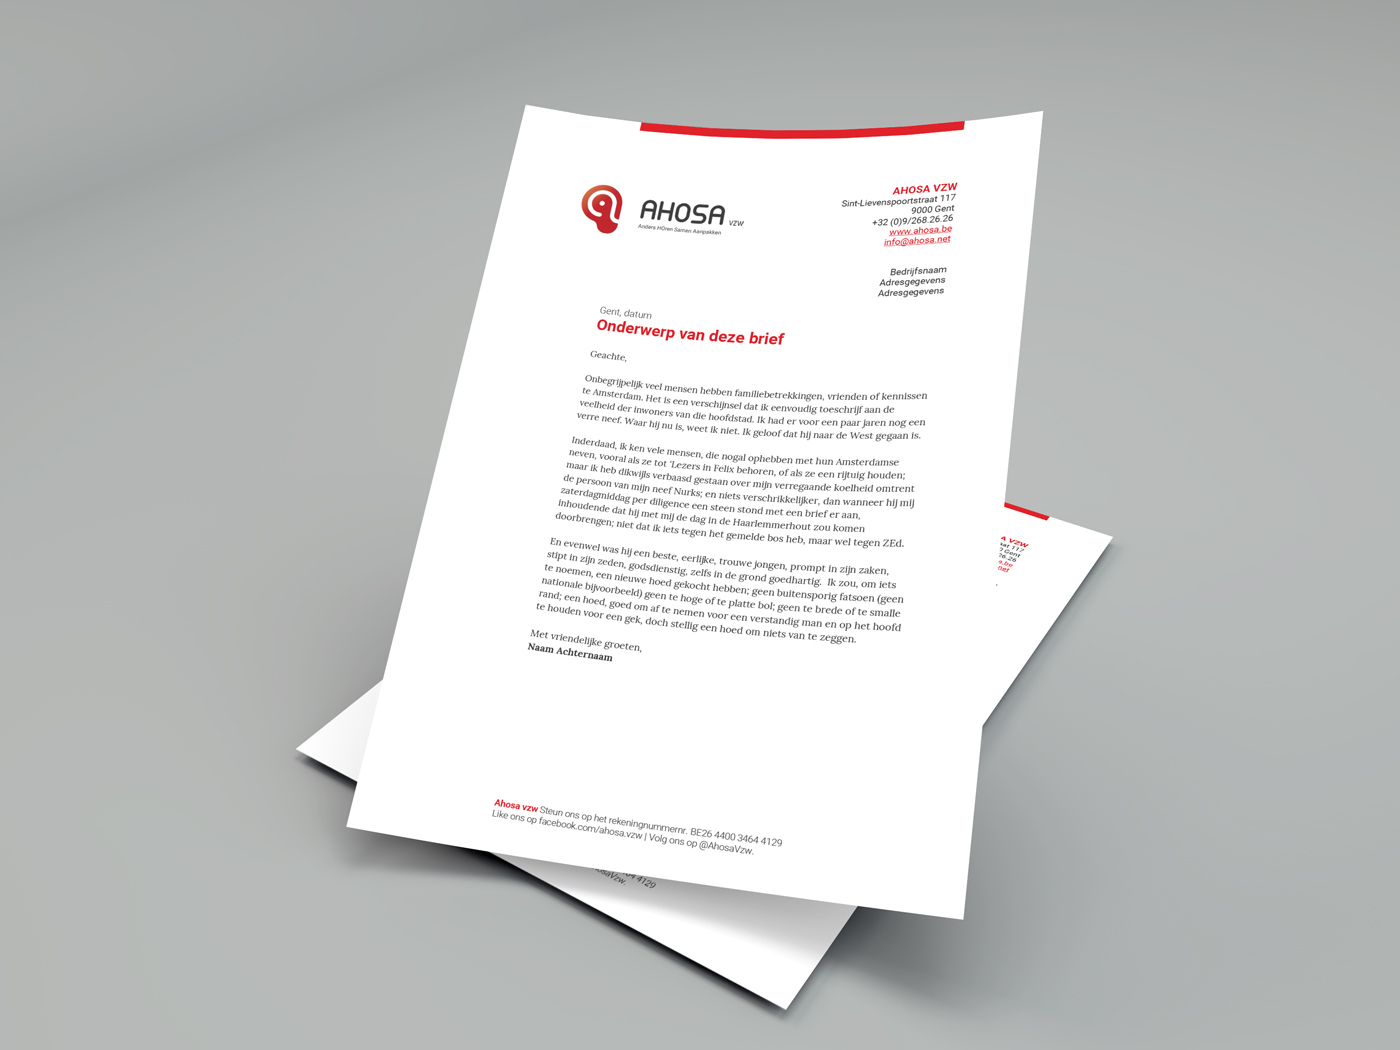 AHOSA VZW
Anders HOren Samen Aanpakken
AHOSA VZW
Sint-Lievenspoortstraat 117
9000 Gent
+32 (0)9/268.26.26
www.ahosa.be
info@ahosa.net
Bedrijfsnaam
Adresgegevens
Adresgegevens
Gent, datum
Onderwerp van deze brief
Geachte,
Onbegrijpelijk veel mensen hebben familiebetrekkingen, vrienden of kennissen
te Amsterdam. Het is een verschijnsel dat ik eenvoudig toeschrijf aan de
veelheid der inwoners van die hoofdstad. Ik had er voor een paar jaren nog een
verre neef. Waar hij nu is, weet ik niet. Ik geloof dat hij naar de West gegaan is.
Inderdaad, ik ken vele mensen, die nogal ophebben met hun Amsterdamse
neven, vooral als ze tot 'Lezers in Felix behoren, of als ze een rijtuig houden;
maar ik heb dikwijls verbaasd gestaan over mijn verregaande koelheid omtrent
de persoon van mijn neef Nurks; en niets verschrikkelijker, dan wanneer hij mij
zaterdagmiddag per diligence een steen stond met een brief er aan,
inhoudende dat hij met mij de dag in de Haarlemmerhout zou komen
doorbrengen; niet dat ik iets tegen het gemelde bos heb, maar wel tegen ZEd.
En evenwel was hij een beste, eerlijke, trouwe jongen, prompt in zijn zaken,
stipt in zijn zeden, godsdienstig, zelfs in de grond goedhartig. Ik zou, om iets
te noemen, een nieuwe hoed gekocht hebben; geen buitensporig fatsoen (geen
nationale bijvoorbeeld) geen te hoge of te platte bol; geen te brede of te smalle
rand; een hoed, goed om af te nemen voor een verstandig man en op het hoofd
te houden voor een gek, doch stellig een hoed om niets van te zeggen.
Met vriendelijke groeten,
Naam Achternaam
Ahosa vzw Steun ons op het rekeningnummernr. BE26 4400 3464 4129
Like ons op facebook.com/ahosa.vzw | Volg ons op @AhosaVzw.
A VZW
aat 117
0 Gent
26.26
a.be
net
4129
osaVzw.